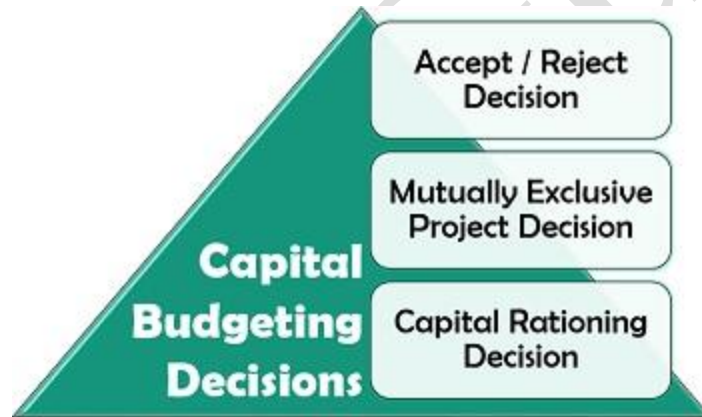 Accept / Reject
Decision
Mutually Exclusive
Project Decision
Capital Rationing
Decision
Capital
Budgeting
Decisions